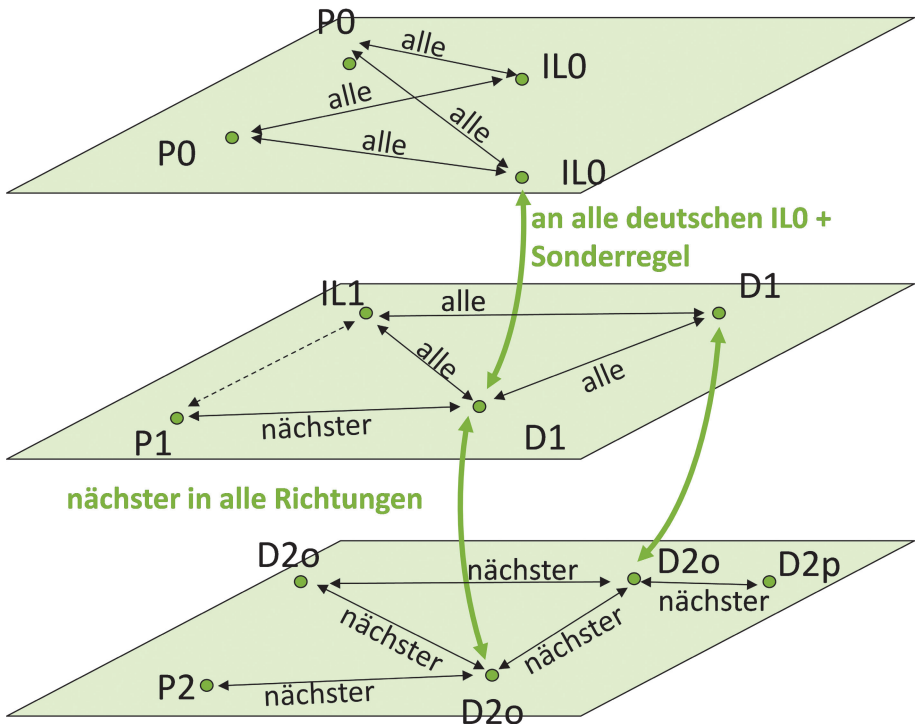 P0
alle
IL0
alle
alle
P0
alle
IL0
an alle deutschen IL0 +
Sonderregel
IL1
alle
D1
alle
alle
nächster
P1
D1
nächster in alle Richtungen
D2o
nächster
D2o
D2p
nächster
nächster
nächster
P2
nächster
D2o